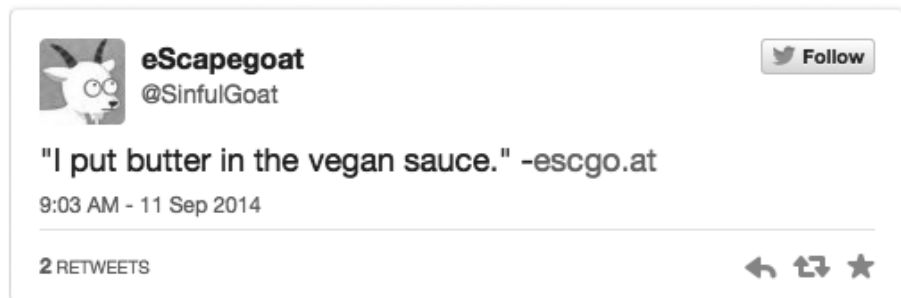 eScapegoat
Follow
@SinfulGoat
"I put butter in the vegan sauce." -escgo.at
9:03 AM - 11 Sep 2014
2 RETWEETS